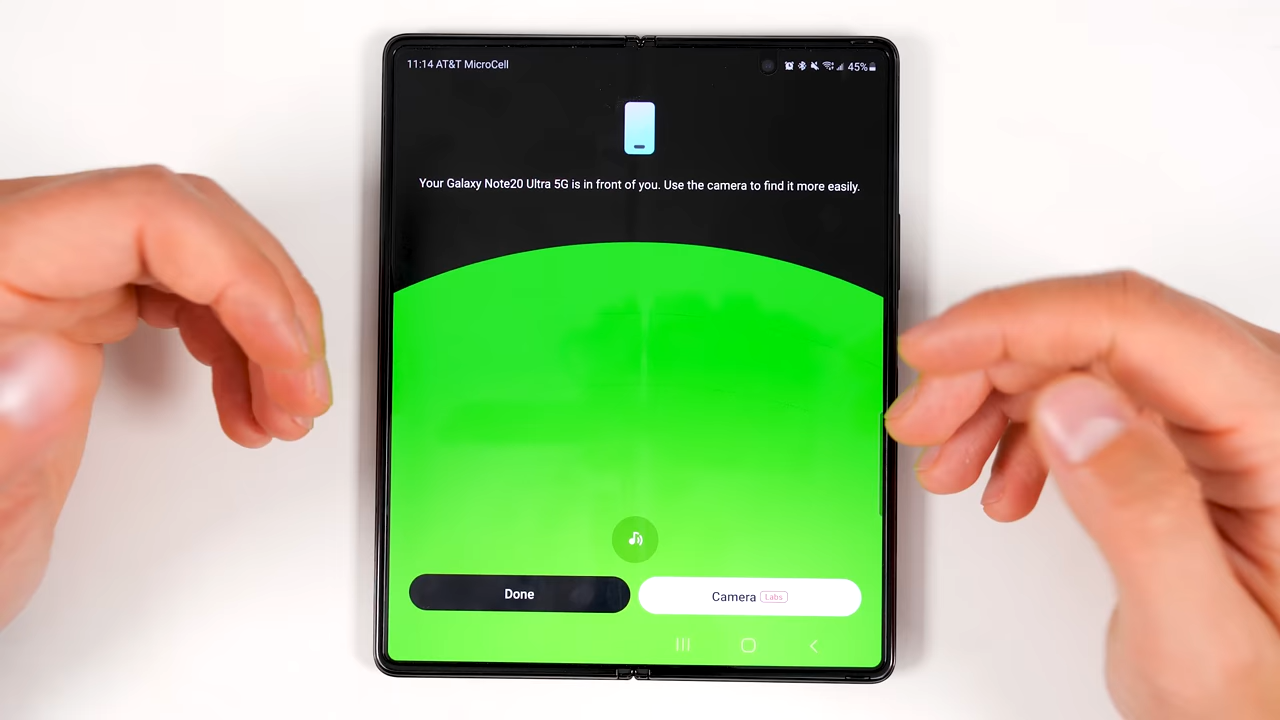 11:14 AT&T MicroCell
45%
Your Galaxy Note20 Ultra 5G is in front of you. Use the camera to find it more easily.
Done
Camera Labs